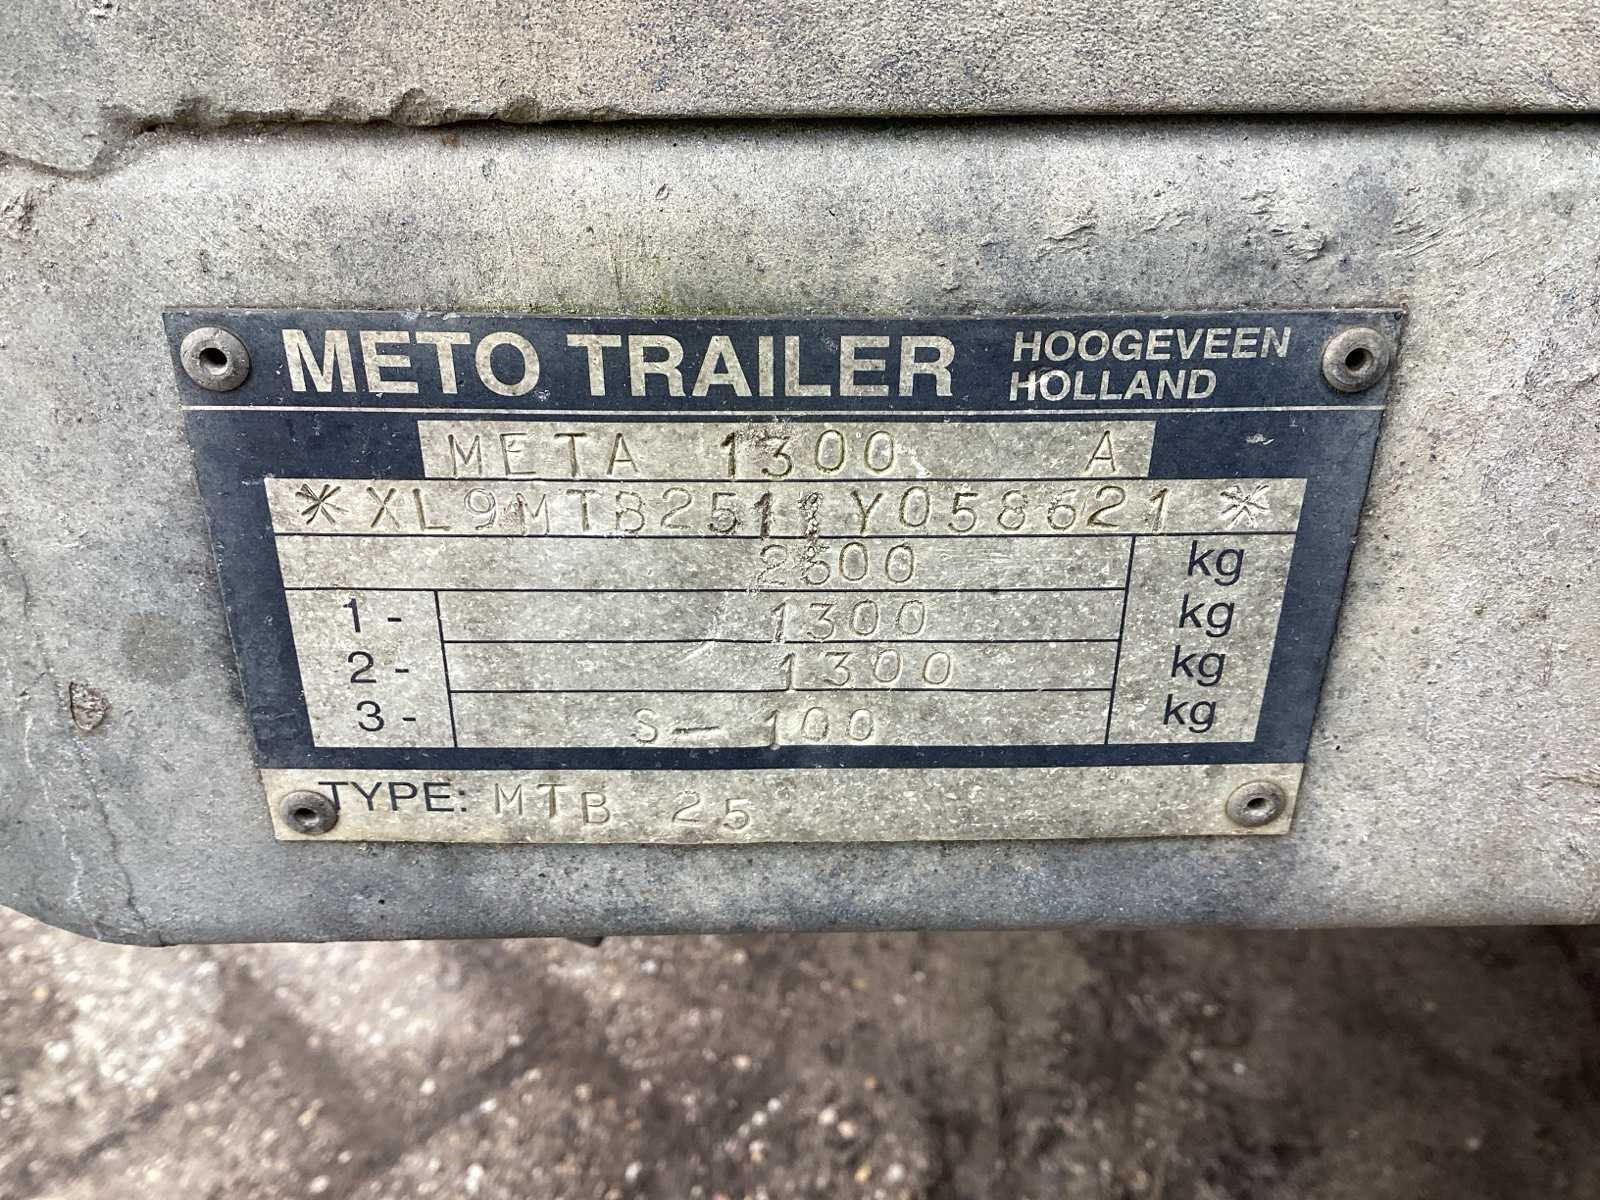 METO TRAILER
HOOGEVEEN
HOLLAND
META 1300 A
*XL9MTB2511Y058621*
kg
1- 1300 kg
2- 1300 kg
3- S-100 kg
TYPE: MTB 25